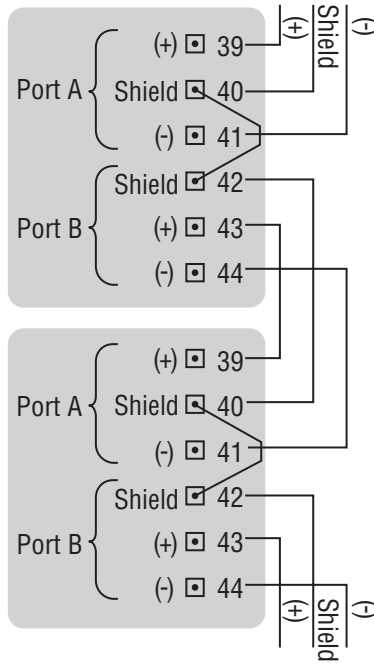 (+) Shield (-)
(+) 39
Port A Shield 40
(-) 41
Shield 42
Port B (+) 43
(-) 44
(+) 39
Port A Shield 40
(-) 41
Shield 42
Port B (+) 43
(-) 44
(+) Shield (-)